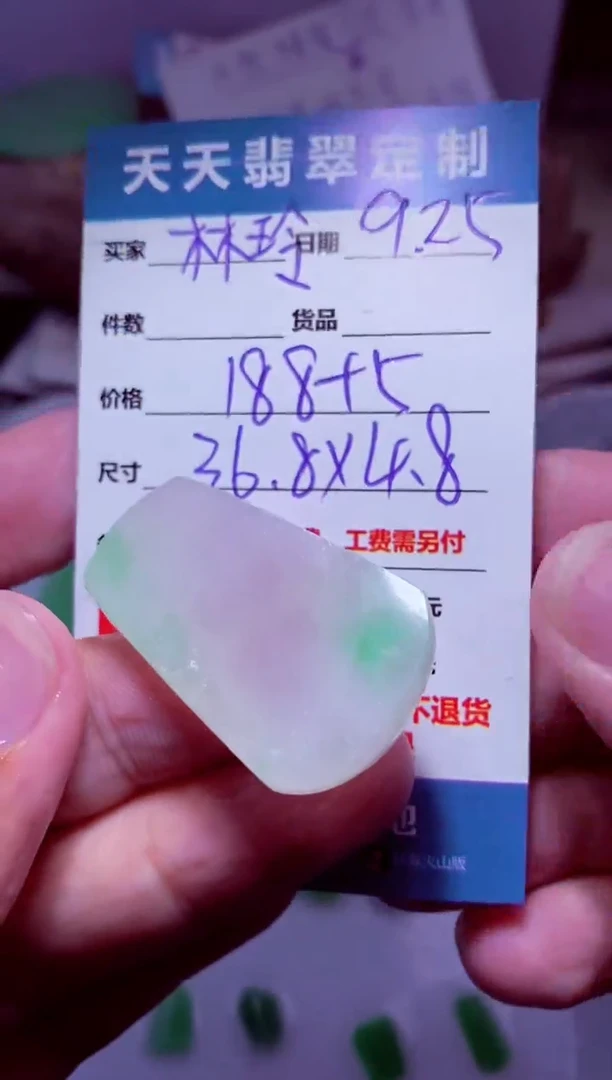 天天翡翠定制
买家 林玲 日期 9.25
件数 货品
价格 188+5
尺寸 36.8X4.8
工费需另付
元
不退货